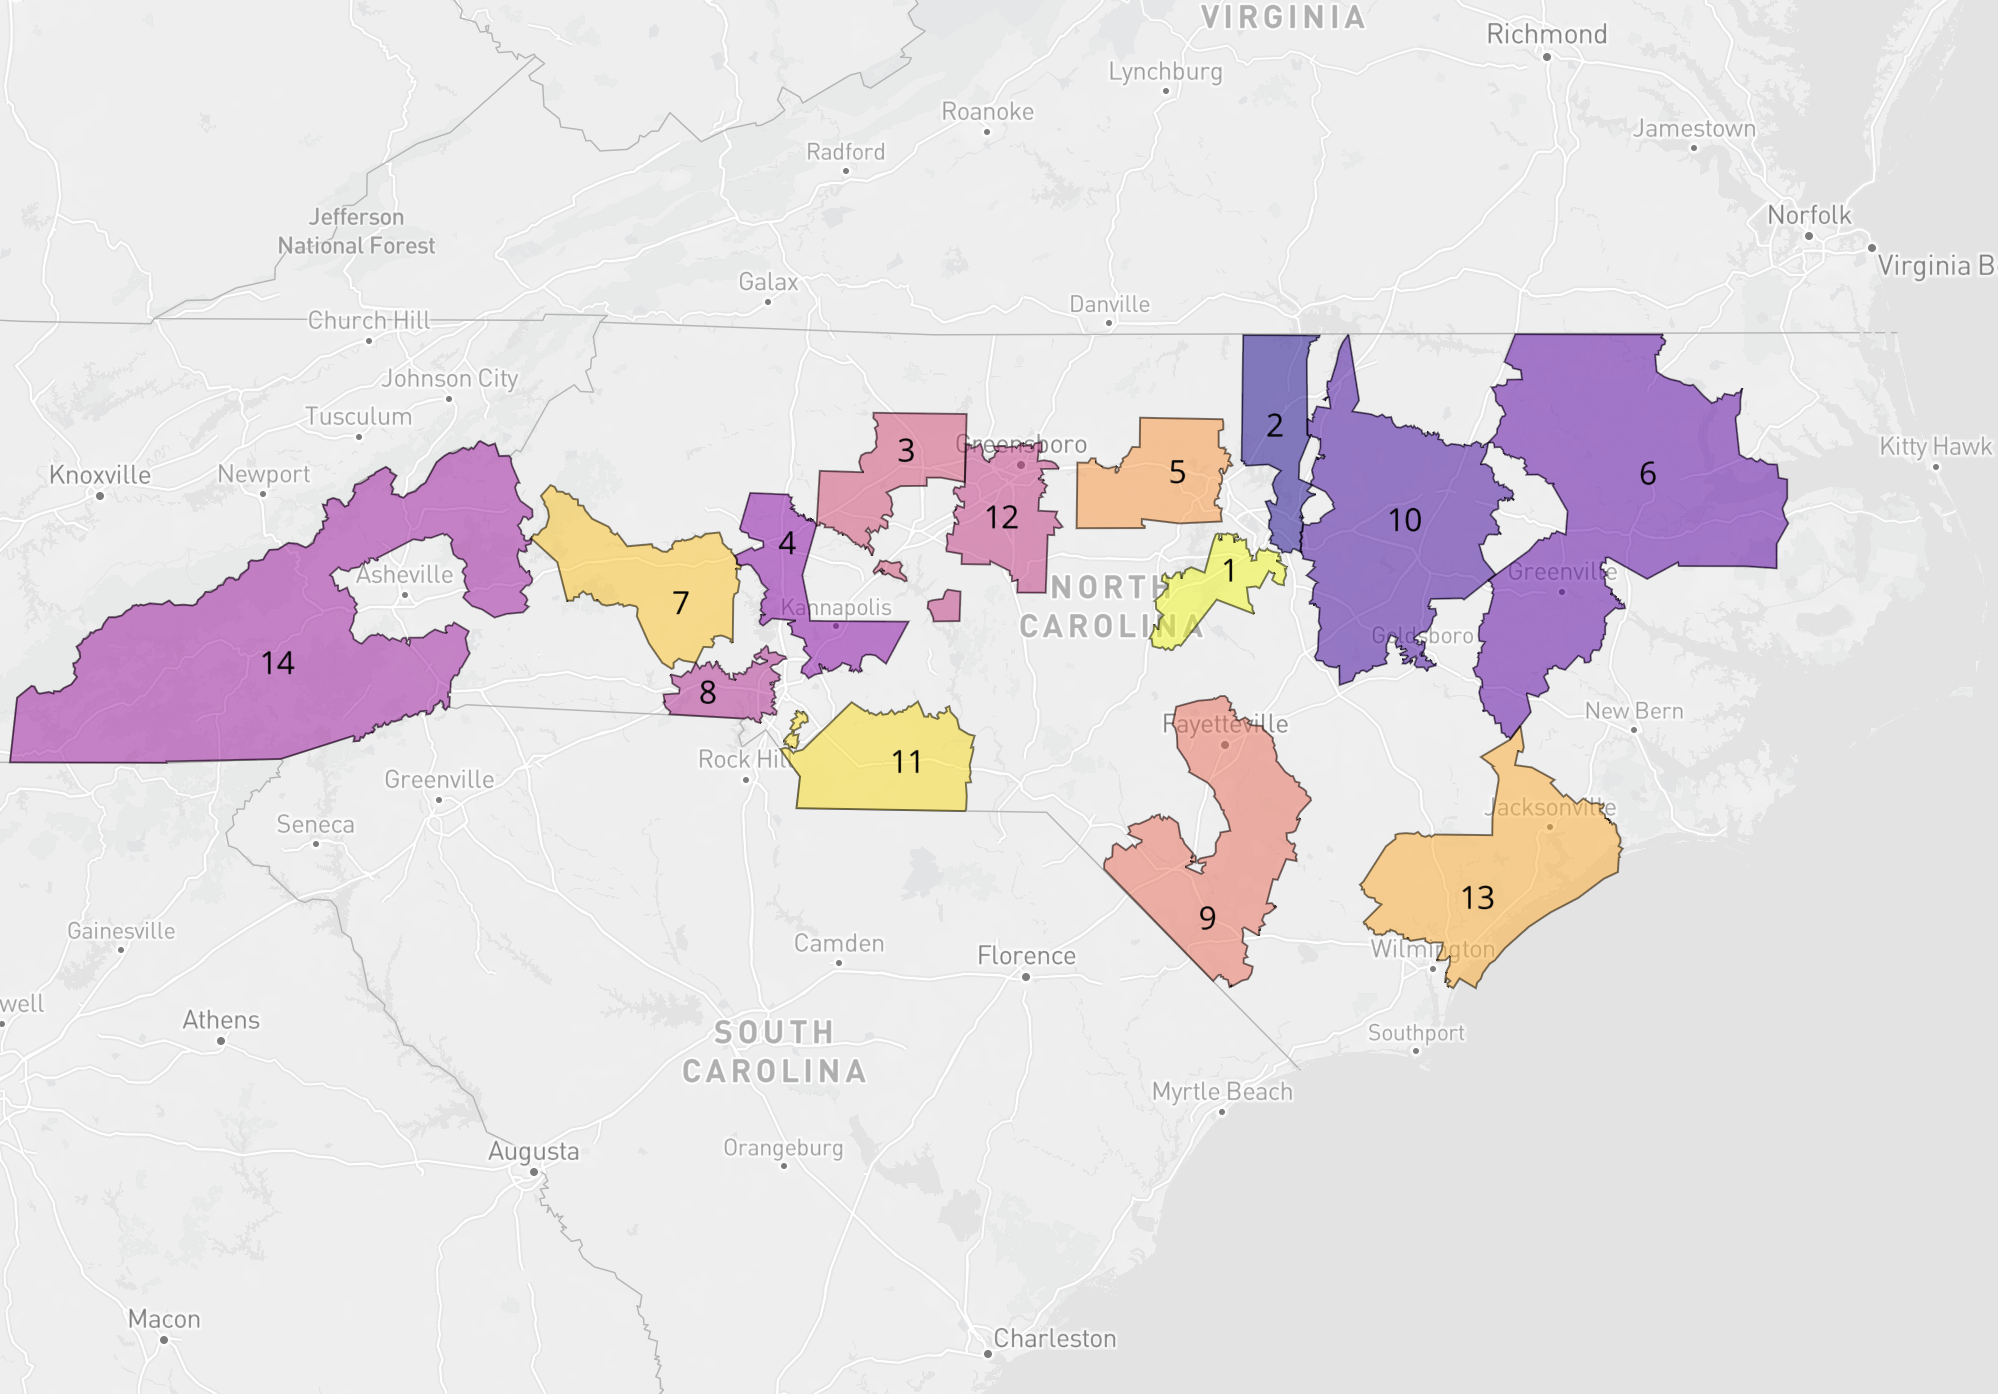 VIRGINIA
Richmond
Lynchburg
Roanoke
Jamestown
Radford
Jefferson
National Forest
Norfolk
Virginia B
Galax
Danville
Church Hill
Johnson City
Tusculum
Greensboro
Kitty Hawk
Knoxville
Newport
3
2
5
6
12
10
4
Asheville
1
Greenville
7
NORTH
CAROLINA
Kannapolis
Goldsboro
14
8
New Bern
Fayetteville
Rock Hil
11
Greenville
Jacksonville
Seneca
13
9
Gainesville
Camden
Florence
Wilmington
well
Athens
SOUTH
CAROLINA
Southport
Myrtle Beach
Augusta
Orangeburg
Macon
Charleston